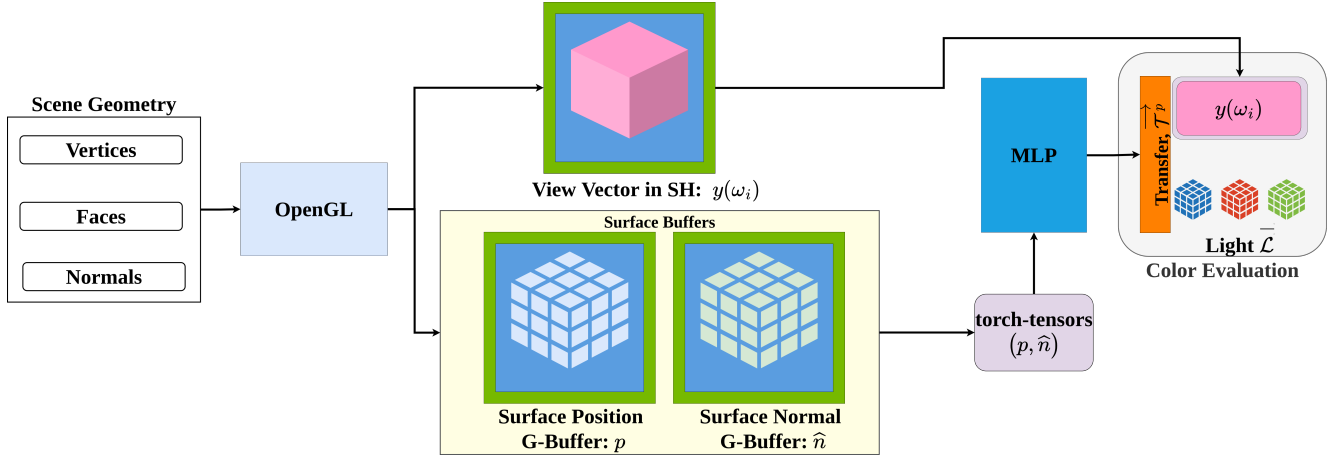 Scene Geometry
Vertices
Faces
Normals
OpenGL
View Vector in SH: y(ω_i)
Surface Buffers
Surface Position
G-Buffer: p
Surface Normal
G-Buffer: n̂
torch-tensors
(p, n̂)
MLP
Transfer, 𝒯⃗^p
y(ω_i)
Light ℒ̅
Color Evaluation